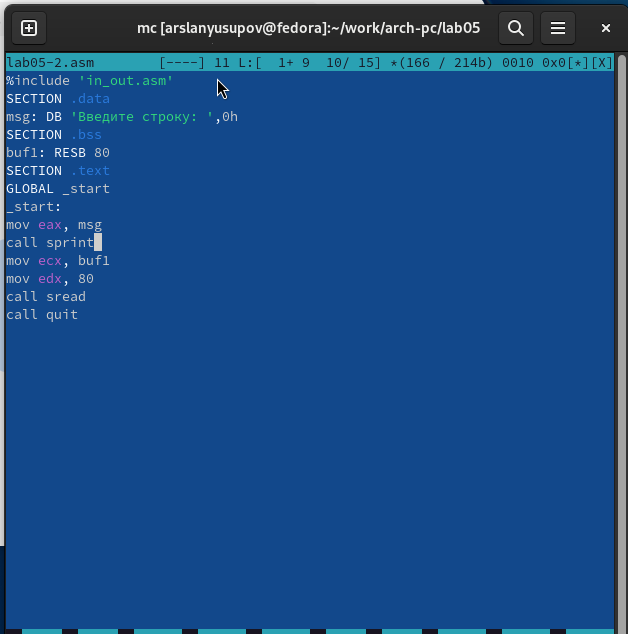 mc [arslanyusupov@fedora]:~/work/arch-pc/lab05
lab05-2.asm [----] 11 L:[ 1+ 9 10/ 15] *(166 / 214b) 0010 0x0[*][X]
%include 'in_out.asm'
SECTION .data
msg: DB 'Введите строку: ',0h
SECTION .bss
buf1: RESB 80
SECTION .text
GLOBAL _start
_start:
mov eax, msg
call sprint
mov ecx, buf1
mov edx, 80
call sread
call quit